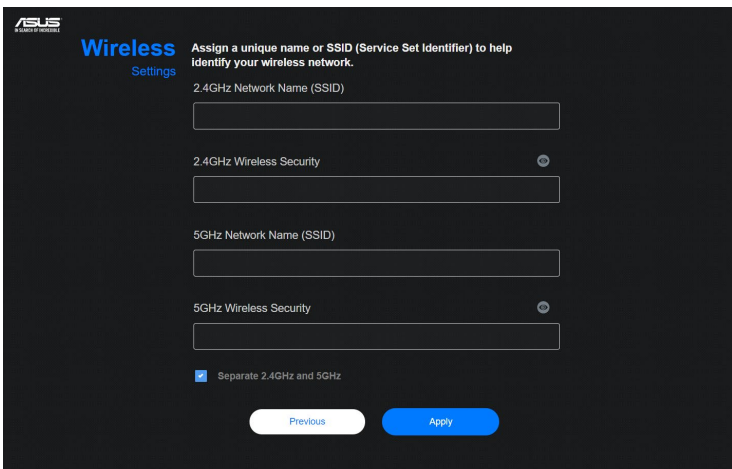 ASUS
IN SEARCH OF INCREDIBLE
Wireless
Settings
Assign a unique name or SSID (Service Set Identifier) to help
identify your wireless network.
2.4GHz Network Name (SSID)
2.4GHz Wireless Security
5GHz Network Name (SSID)
5GHz Wireless Security
Separate 2.4GHz and 5GHz
Previous
Apply